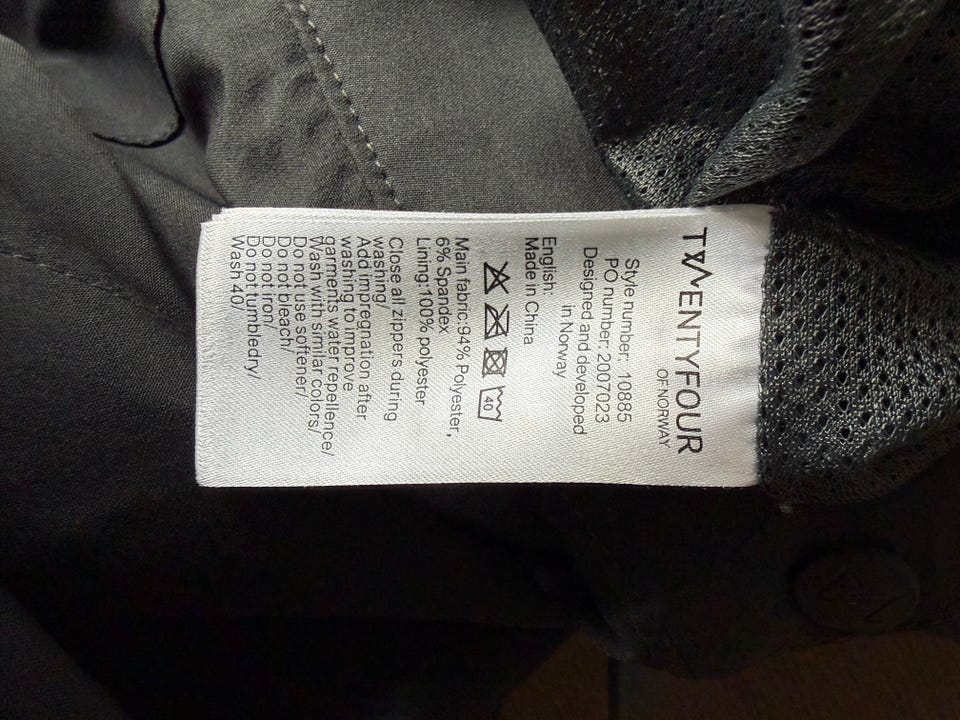 TWENTYFOUR
OF NORWAY
Style number: 10885
PO number: 2007023
Designed and developed
in Norway
English:
Made in China
40
Main fabric:94% Polyester,
6% Spandex
Lining:100% polyester
Close all zippers during
washing/
Add impregnation after
washing to improve
garments water repellence/
Wash with similar colors/
Do not use softener/
Do not bleach/
Do not iron/
Do not tumbledry/
Wash 40/